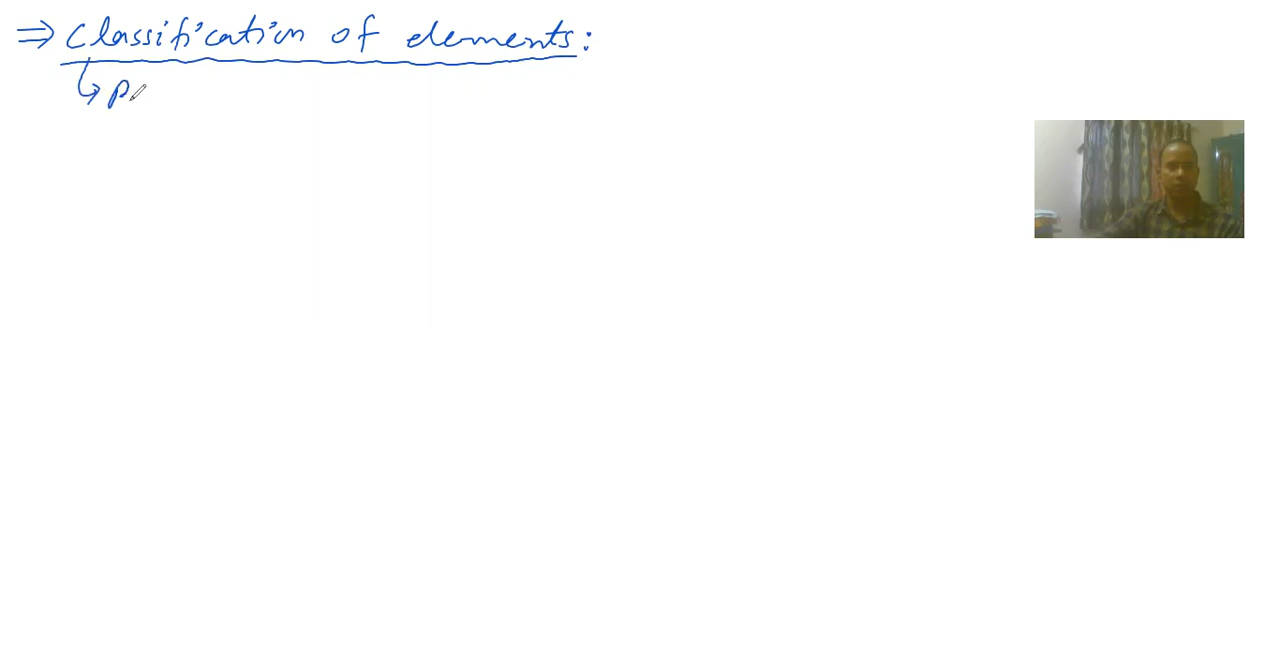 ⇒ Classification of elements:
↳ p